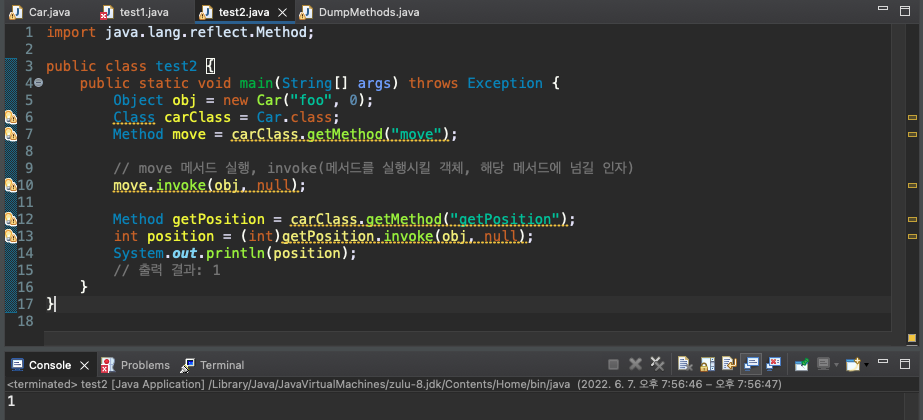 Car.java test1.java test2.java DumpMethods.java
1 import java.lang.reflect.Method;
2
3 public class test2 {
4 public static void main(String[] args) throws Exception {
5 Object obj = new Car("foo", 0);
6 Class carClass = Car.class;
7 Method move = carClass.getMethod("move");
8
9 // move 메서드 실행, invoke(메서드를 실행시킬 객체, 해당 메서드에 넘길 인자)
10 move.invoke(obj, null);
11
12 Method getPosition = carClass.getMethod("getPosition");
13 int position = (int)getPosition.invoke(obj, null);
14 System.out.println(position);
15 // 출력 결과: 1
16 }
17 }
18
Console Problems Terminal
<terminated> test2 [Java Application] /Library/Java/JavaVirtualMachines/zulu-8.jdk/Contents/Home/bin/java (2022. 6. 7. 오후 7:56:46 – 오후 7:56:47)
1